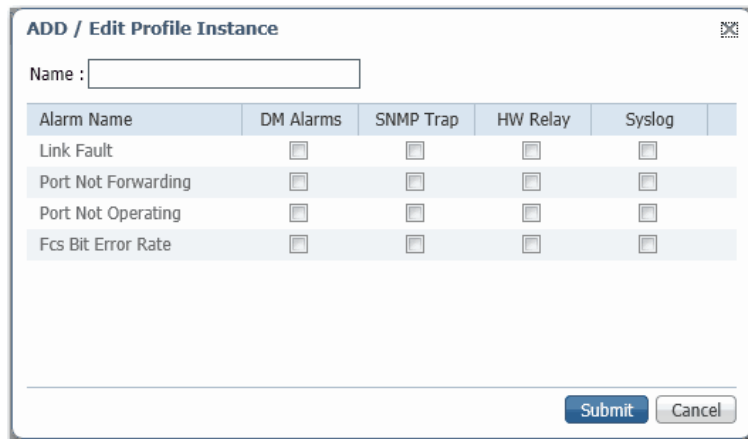 ADD / Edit Profile Instance
Name :
Alarm Name DM Alarms SNMP Trap HW Relay Syslog
Link Fault
Port Not Forwarding
Port Not Operating
Fcs Bit Error Rate
Submit Cancel